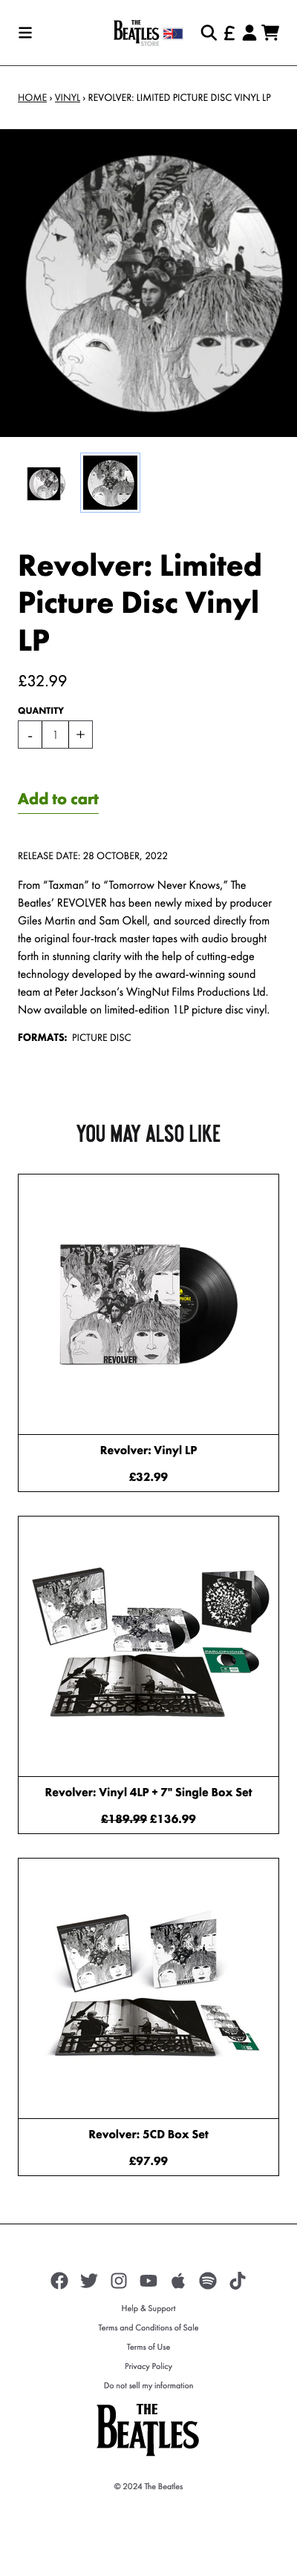 THE
BEATLES
STORE
£
HOME › VINYL › REVOLVER: LIMITED PICTURE DISC VINYL LP
Revolver: Limited
Picture Disc Vinyl
LP
£32.99
QUANTITY
- 1 +
Add to cart
RELEASE DATE: 28 OCTOBER, 2022
From “Taxman” to “Tomorrow Never Knows,” The
Beatles’ REVOLVER has been newly mixed by producer
Giles Martin and Sam Okell, and sourced directly from
the original four-track master tapes with audio brought
forth in stunning clarity with the help of cutting-edge
technology developed by the award-winning sound
team at Peter Jackson’s WingNut Films Productions Ltd.
Now available on limited-edition 1LP picture disc vinyl.
FORMATS: PICTURE DISC
YOU MAY ALSO LIKE
REVOLVER
Revolver: Vinyl LP
£32.99
PARLOPHONE
Revolver: Vinyl 4LP + 7" Single Box Set
£189.99 £136.99
Revolver: 5CD Box Set
£97.99
Help & Support
Terms and Conditions of Sale
Terms of Use
Privacy Policy
Do not sell my information
THE
BEATLES
© 2024 The Beatles